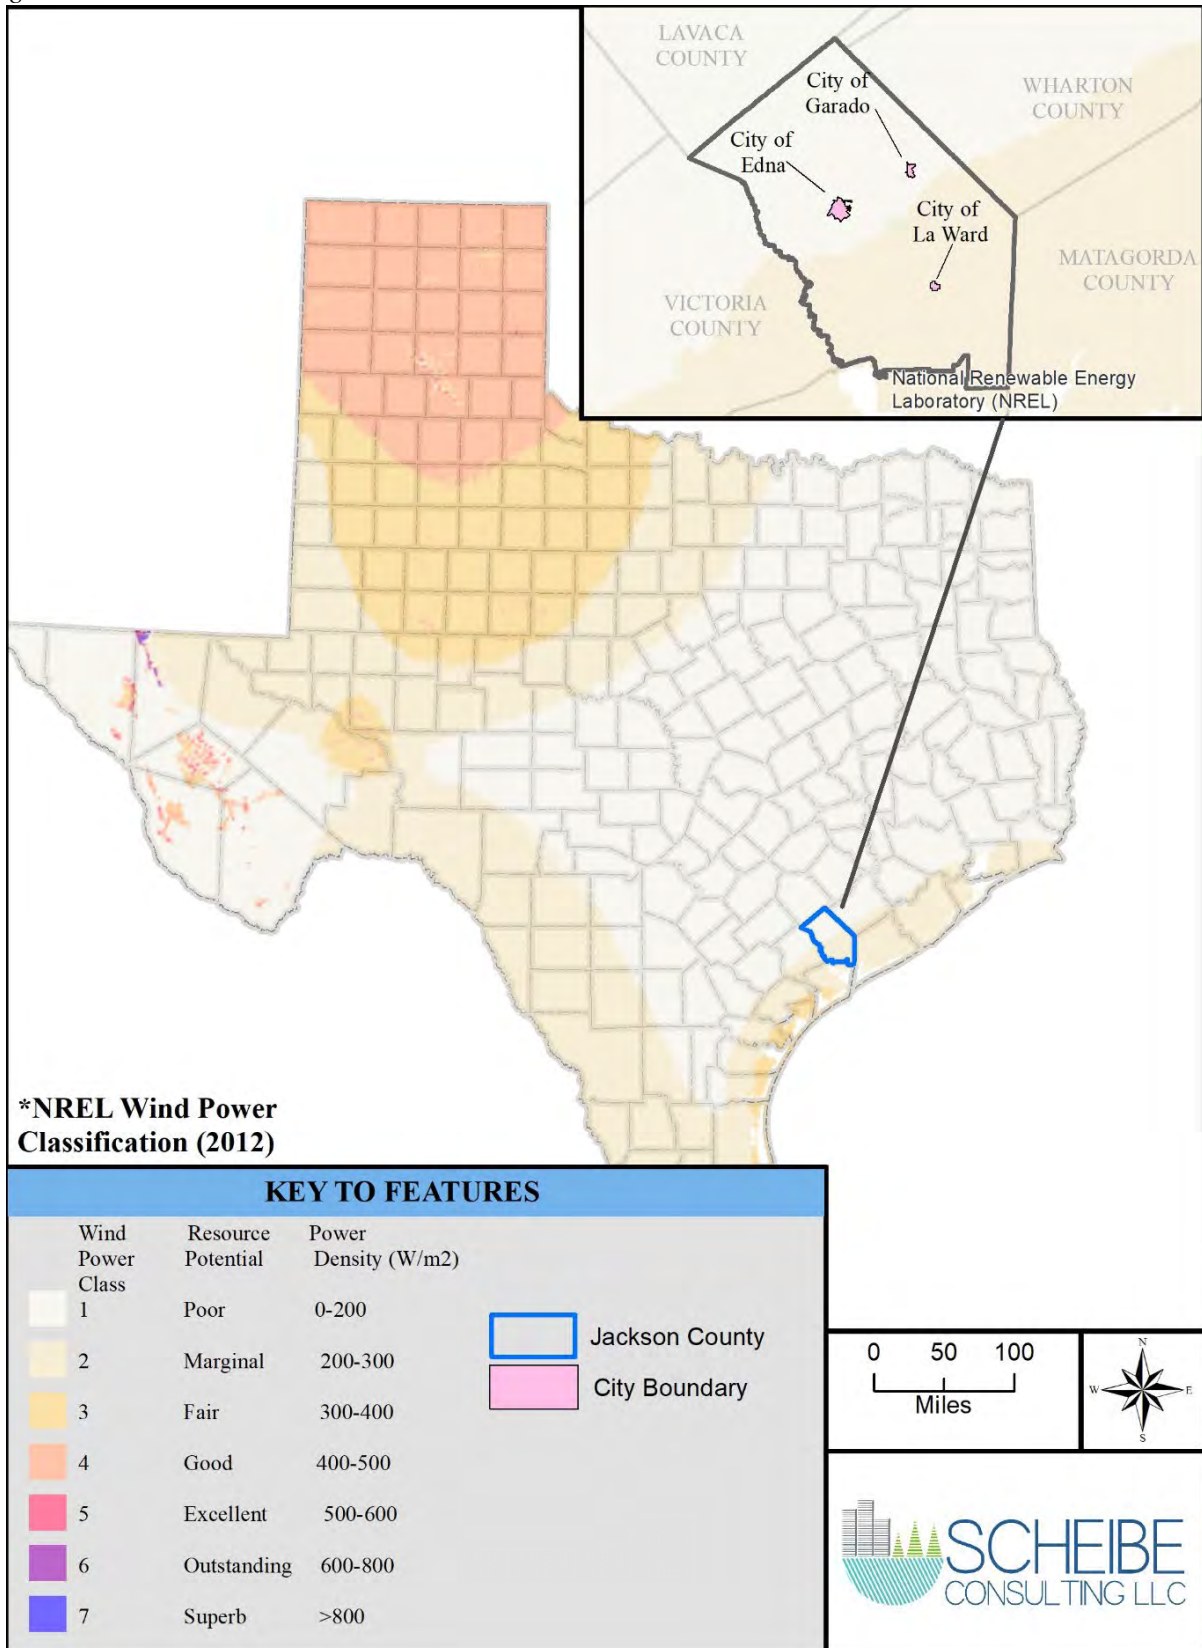 LAVACA
COUNTY
City of
Garado
WHARTON
COUNTY
City of
Edna
City of
La Ward
MATAGORDA
COUNTY
VICTORIA
COUNTY
National Renewable Energy
Laboratory (NREL)
*NREL Wind Power
Classification (2012)
KEY TO FEATURES
Wind Power Class Resource Potential Power Density (W/m2)
1 Poor 0-200
2 Marginal 200-300
3 Fair 300-400
4 Good 400-500
5 Excellent 500-600
6 Outstanding 600-800
7 Superb >800
Jackson County
City Boundary
0 50 100
Miles
N
W E
S
SCHEIBE
CONSULTING LLC